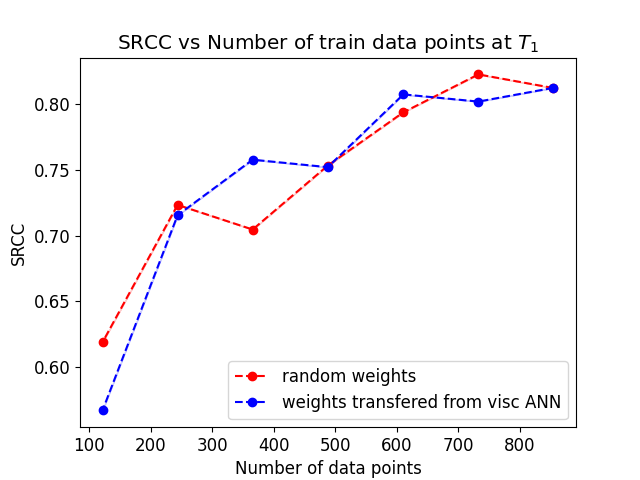 SRCC vs Number of train data points at $T_1$
0.80
0.75
0.70
0.65
0.60
SRCC
random weights
weights transfered from visc ANN
100 200 300 400 500 600 700 800
Number of data points